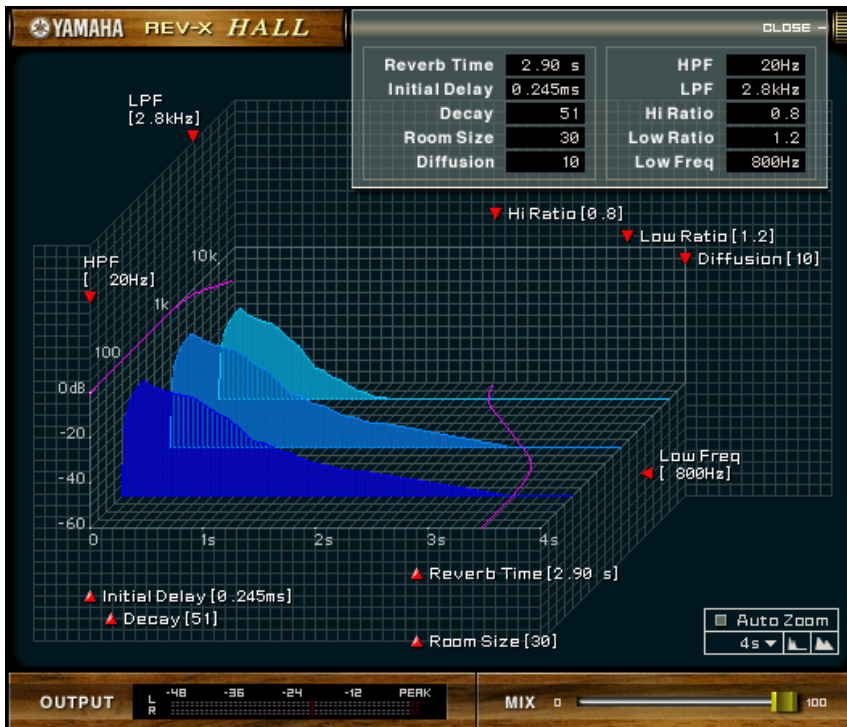 YAMAHA REV-X HALL
CLOSE -
Reverb Time 2.90 s
Initial Delay 0.245ms
Decay 51
Room Size 30
Diffusion 10
HPF 20Hz
LPF 2.8kHz
Hi Ratio 0.8
Low Ratio 1.2
Low Freq 800Hz
LPF
[2.8kHz]
Hi Ratio [0.8]
Low Ratio [1.2]
Diffusion [10]
HPF
[ 20Hz]
10k
1k
100
0dB
-20
-40
-60
Low Freq
[ 800Hz]
0 1s 2s 3s 4s
Reverb Time [2.90 s]
Initial Delay [0.245ms]
Decay [51]
Room Size [30]
Auto Zoom
4s
OUTPUT
L
R
-48 -36 -24 -12 PEAK
MIX 0 100